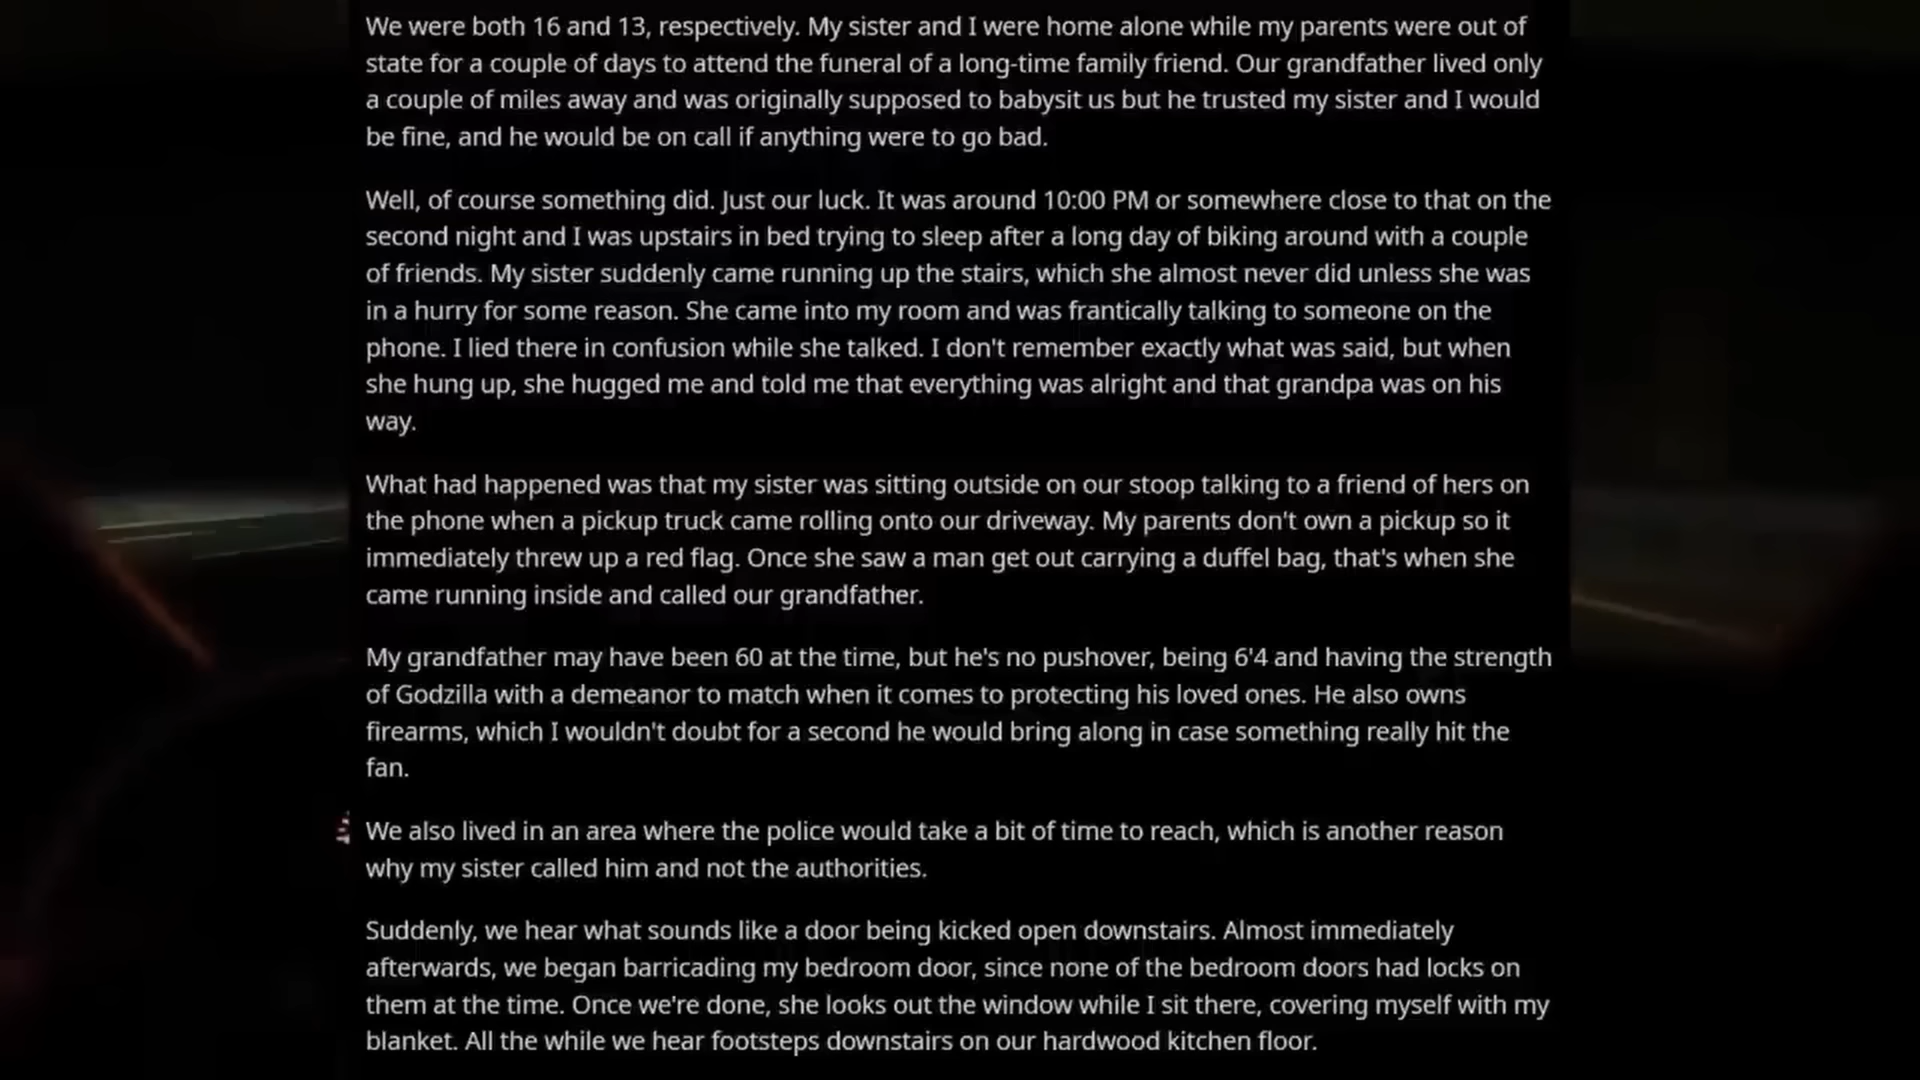 We were both 16 and 13, respectively. My sister and I were home alone while my parents were out of
state for a couple of days to attend the funeral of a long-time family friend. Our grandfather lived only
a couple of miles away and was originally supposed to babysit us but he trusted my sister and I would
be fine, and he would be on call if anything were to go bad.
Well, of course something did. Just our luck. It was around 10:00 PM or somewhere close to that on the
second night and I was upstairs in bed trying to sleep after a long day of biking around with a couple
of friends. My sister suddenly came running up the stairs, which she almost never did unless she was
in a hurry for some reason. She came into my room and was frantically talking to someone on the
phone. I lied there in confusion while she talked. I don't remember exactly what was said, but when
she hung up, she hugged me and told me that everything was alright and that grandpa was on his
way.
What had happened was that my sister was sitting outside on our stoop talking to a friend of hers on
the phone when a pickup truck came rolling onto our driveway. My parents don't own a pickup so it
immediately threw up a red flag. Once she saw a man get out carrying a duffel bag, that's when she
came running inside and called our grandfather.
My grandfather may have been 60 at the time, but he's no pushover, being 6'4 and having the strength
of Godzilla with a demeanor to match when it comes to protecting his loved ones. He also owns
firearms, which I wouldn't doubt for a second he would bring along in case something really hit the
fan.
We also lived in an area where the police would take a bit of time to reach, which is another reason
why my sister called him and not the authorities.
Suddenly, we hear what sounds like a door being kicked open downstairs. Almost immediately
afterwards, we began barricading my bedroom door, since none of the bedroom doors had locks on
them at the time. Once we're done, she looks out the window while I sit there, covering myself with my
blanket. All the while we hear footsteps downstairs on our hardwood kitchen floor.